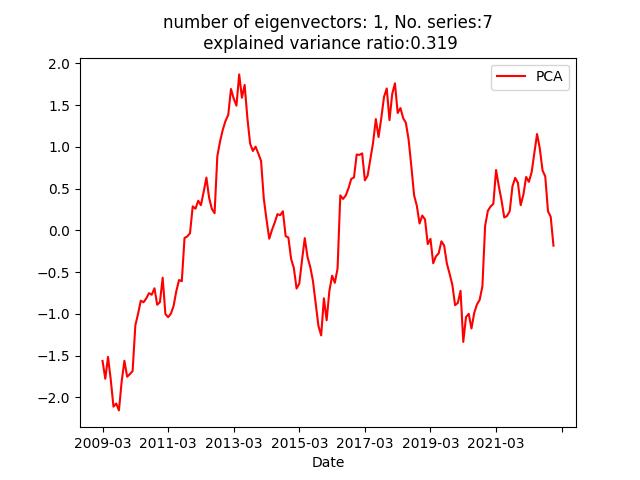 number of eigenvectors: 1, No. series:7
explained variance ratio:0.319
PCA
2.0
1.5
1.0
0.5
0.0
−0.5
−1.0
−1.5
−2.0
2009-03 2011-03 2013-03 2015-03 2017-03 2019-03 2021-03
Date